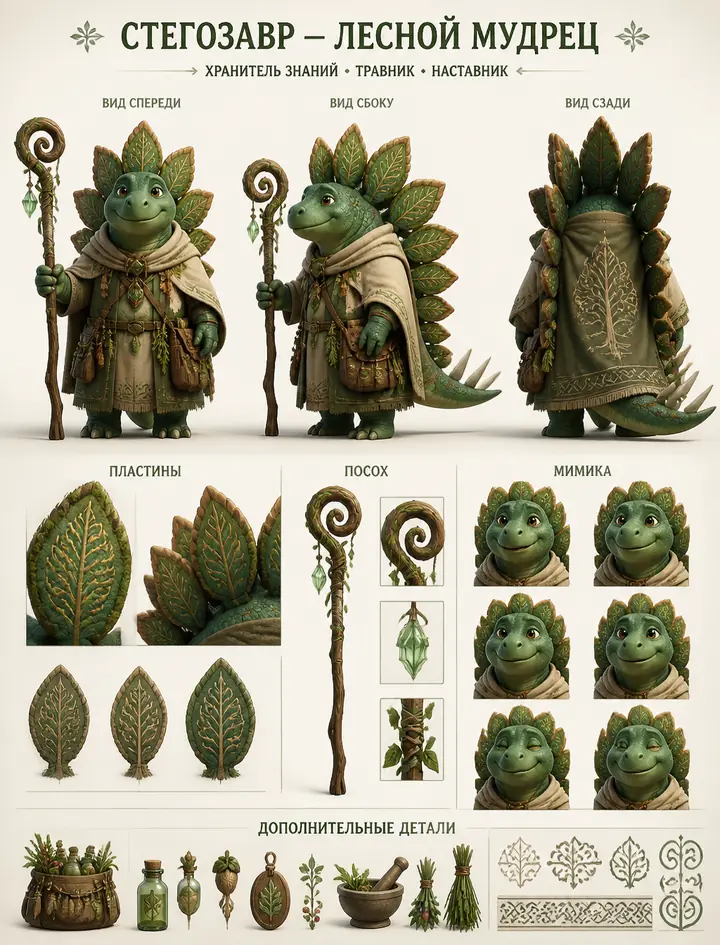 СТЕГОЗАВР – ЛЕСНОЙ МУДРЕЦ
ХРАНИТЕЛЬ ЗНАНИЙ • ТРАВНИК • НАСТАВНИК
ВИД СПЕРЕДИ
ВИД СБОКУ
ВИД СЗАДИ
ПЛАСТИНЫ
ПОСОХ
МИМИКА
ДОПОЛНИТЕЛЬНЫЕ ДЕТАЛИ